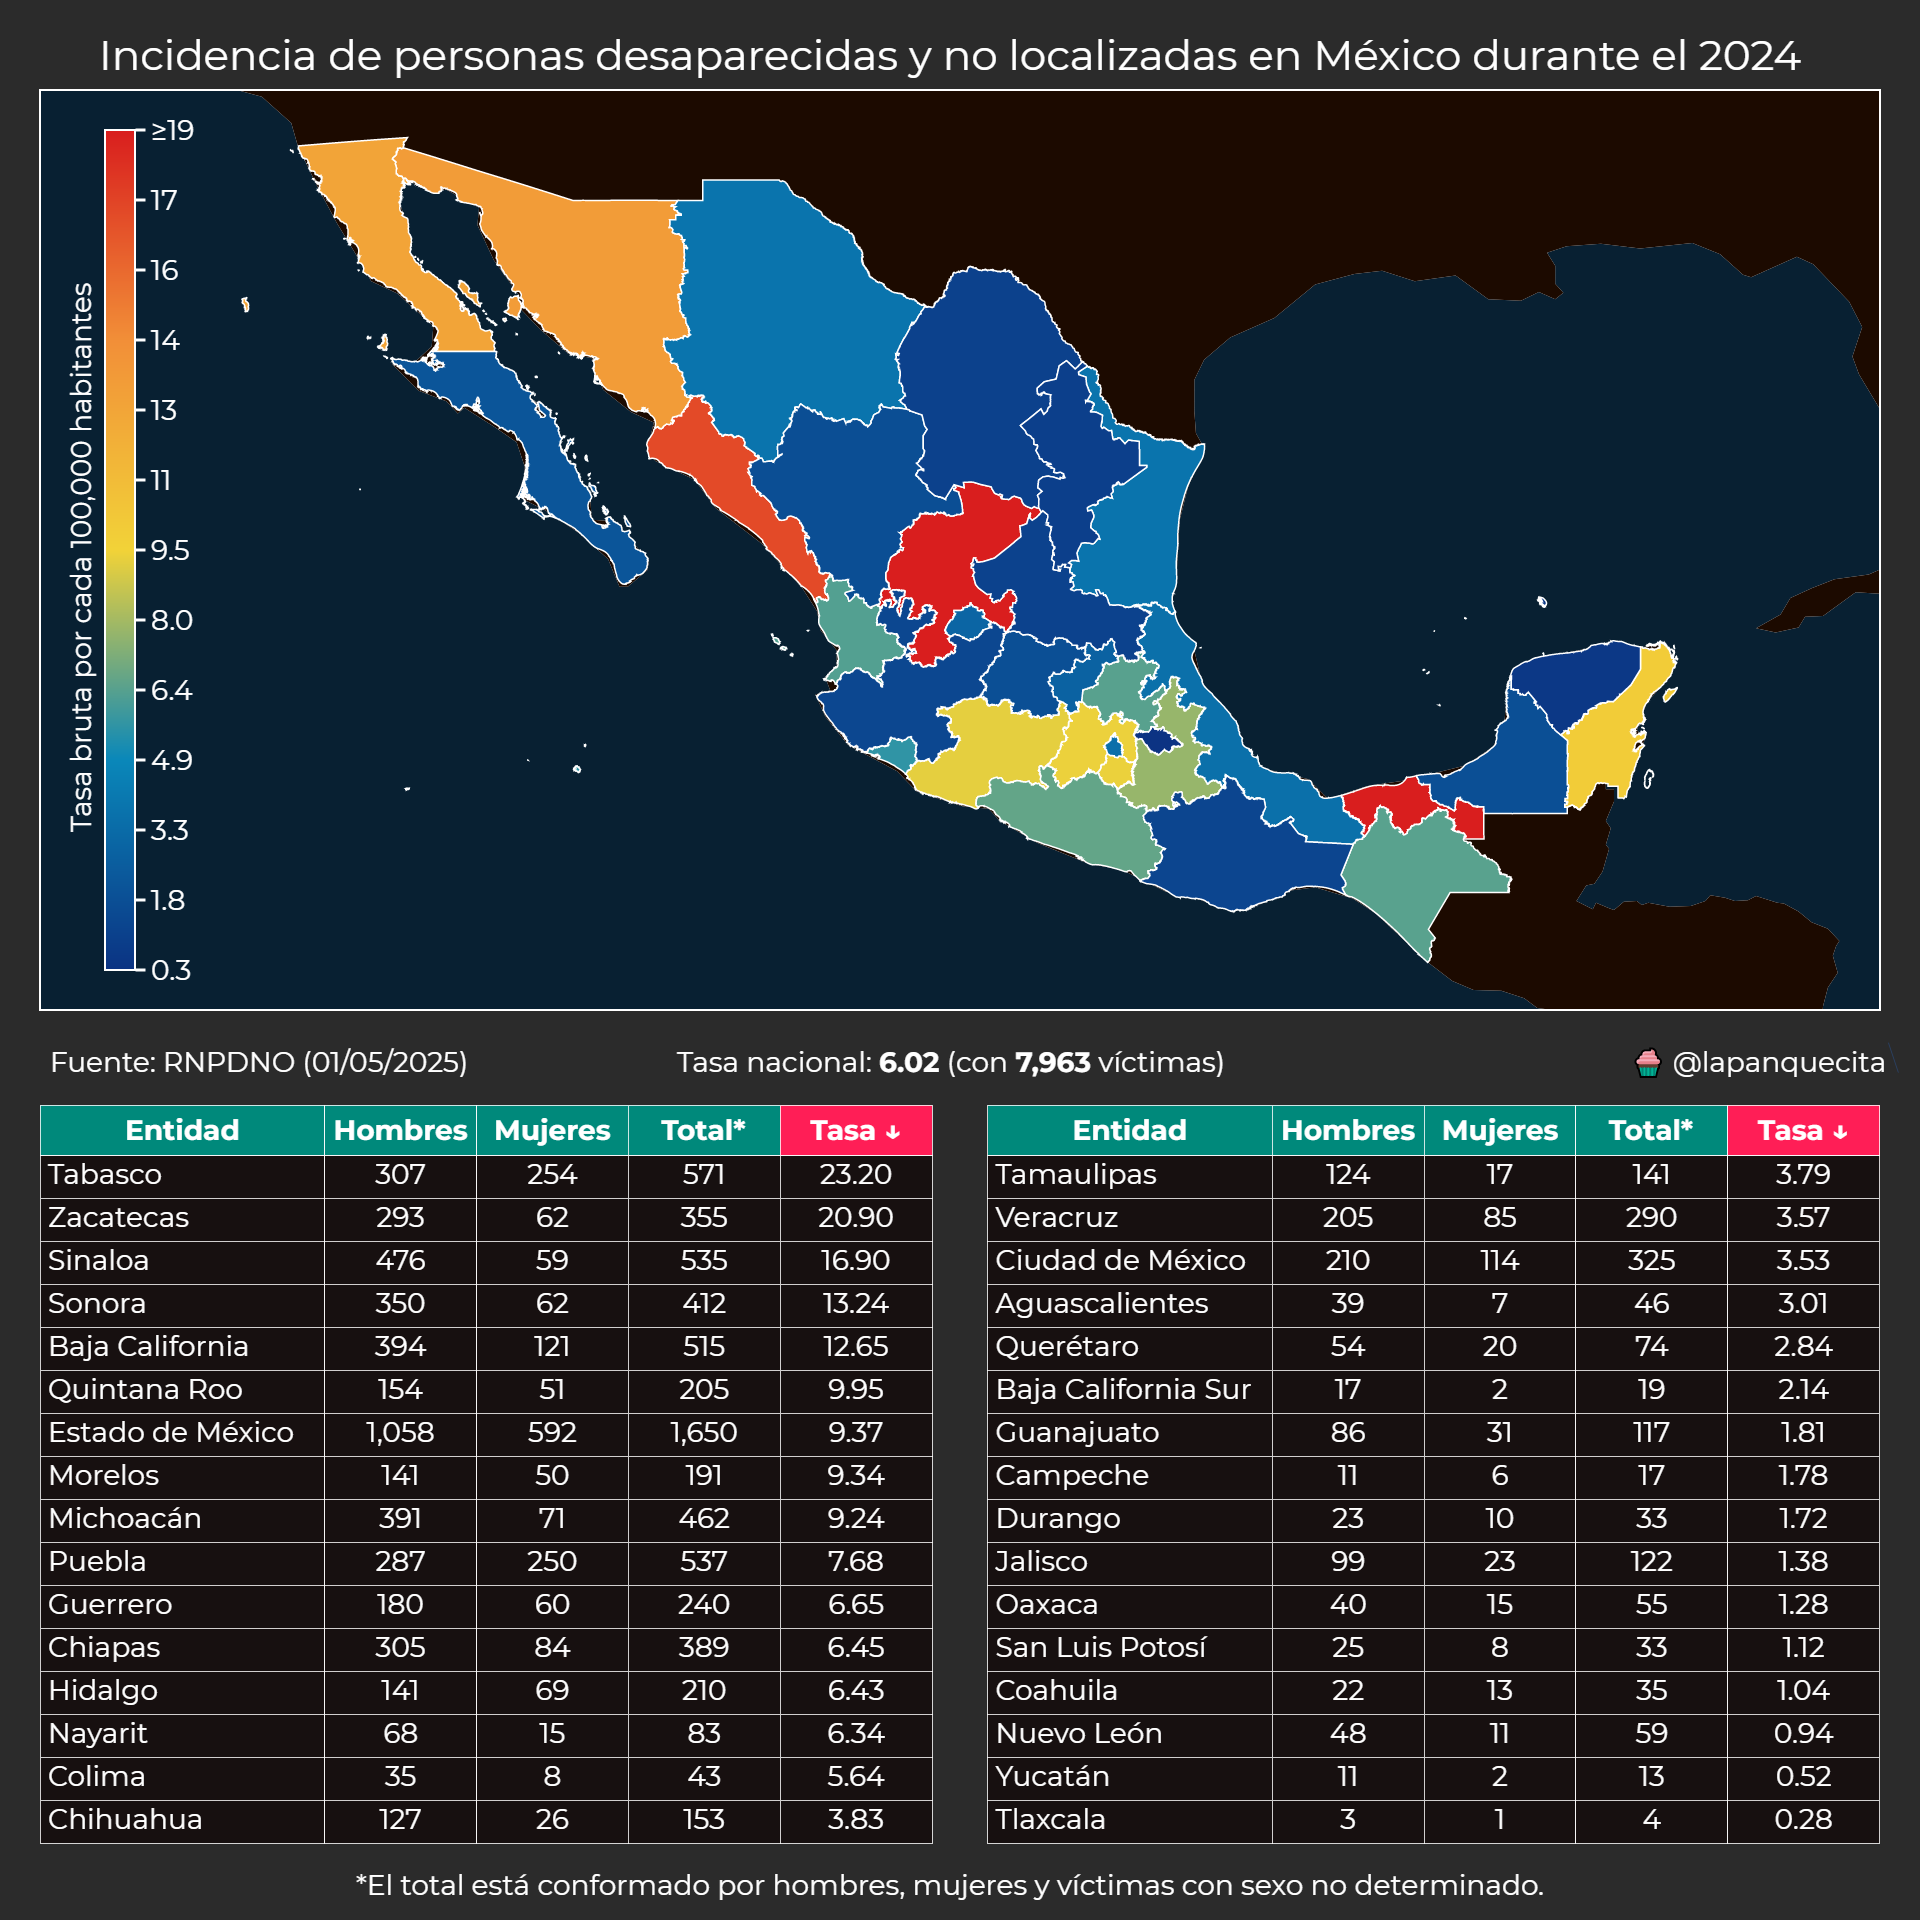 Incidencia de personas desaparecidas y no localizadas en México durante el 2024
Tasa bruta por cada 100,000 habitantes
≥19
17
16
14
13
11
9.5
8.0
6.4
4.9
3.3
1.8
0.3
Fuente: RNPDNO (01/05/2025)
Tasa nacional: 6.02 (con 7,963 víctimas)
@lapanquecita
Entidad Hombres Mujeres Total* Tasa ↓
Tabasco 307 254 571 23.20
Zacatecas 293 62 355 20.90
Sinaloa 476 59 535 16.90
Sonora 350 62 412 13.24
Baja California 394 121 515 12.65
Quintana Roo 154 51 205 9.95
Estado de México 1,058 592 1,650 9.37
Morelos 141 50 191 9.34
Michoacán 391 71 462 9.24
Puebla 287 250 537 7.68
Guerrero 180 60 240 6.65
Chiapas 305 84 389 6.45
Hidalgo 141 69 210 6.43
Nayarit 68 15 83 6.34
Colima 35 8 43 5.64
Chihuahua 127 26 153 3.83
Entidad Hombres Mujeres Total* Tasa ↓
Tamaulipas 124 17 141 3.79
Veracruz 205 85 290 3.57
Ciudad de México 210 114 325 3.53
Aguascalientes 39 7 46 3.01
Querétaro 54 20 74 2.84
Baja California Sur 17 2 19 2.14
Guanajuato 86 31 117 1.81
Campeche 11 6 17 1.78
Durango 23 10 33 1.72
Jalisco 99 23 122 1.38
Oaxaca 40 15 55 1.28
San Luis Potosí 25 8 33 1.12
Coahuila 22 13 35 1.04
Nuevo León 48 11 59 0.94
Yucatán 11 2 13 0.52
Tlaxcala 3 1 4 0.28
*El total está conformado por hombres, mujeres y víctimas con sexo no determinado.